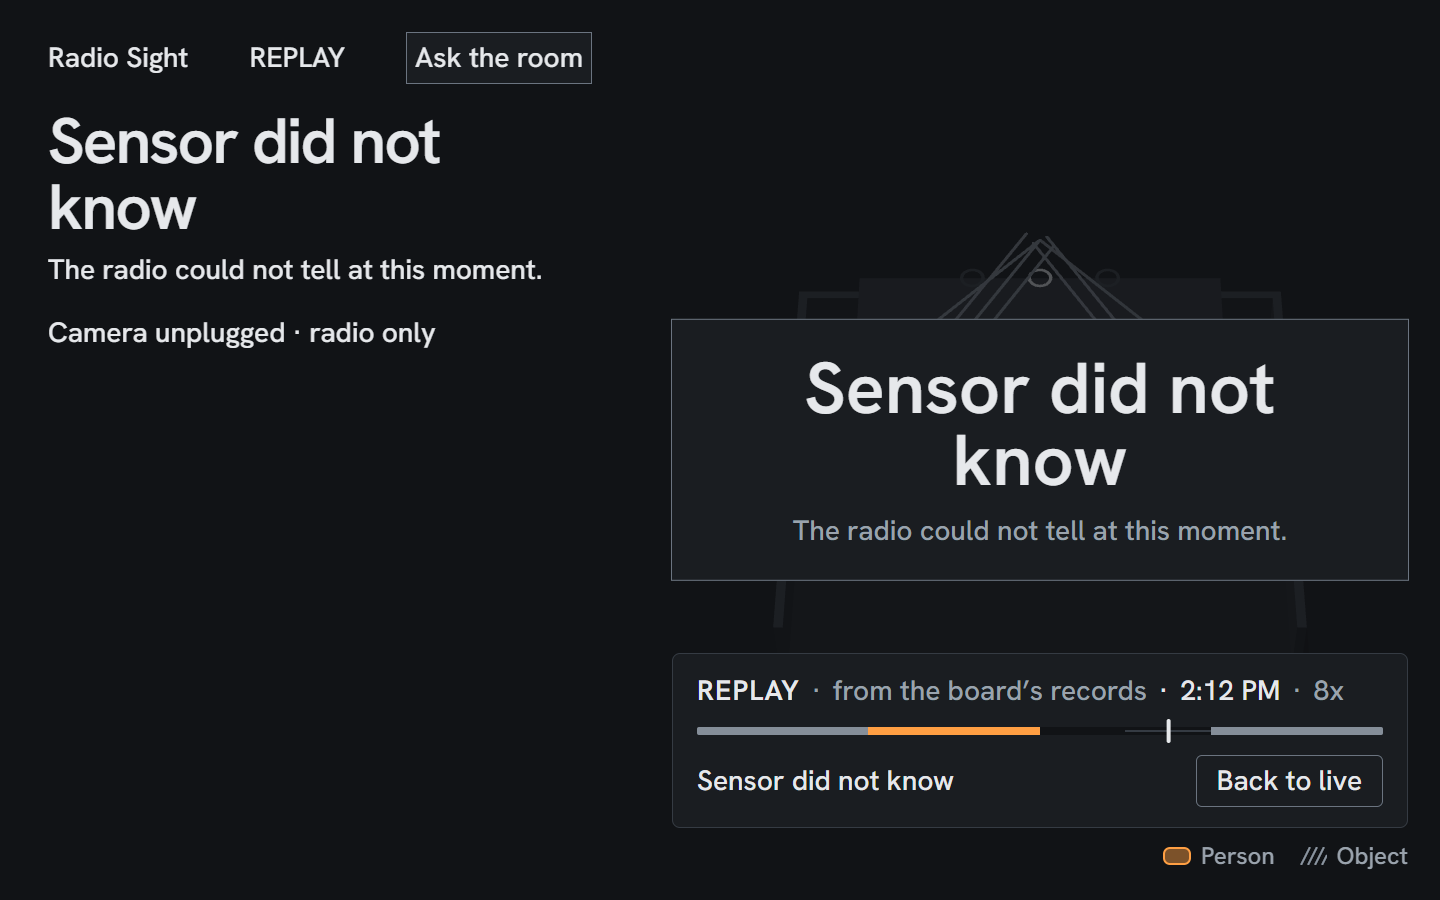 Radio Sight
REPLAY
Ask the room
Sensor did not
know
The radio could not tell at this moment.
Camera unplugged · radio only
Sensor did not
know
The radio could not tell at this moment.
REPLAY · from the board’s records · 2:12 PM · 8x
Sensor did not know
Back to live
Person
Object